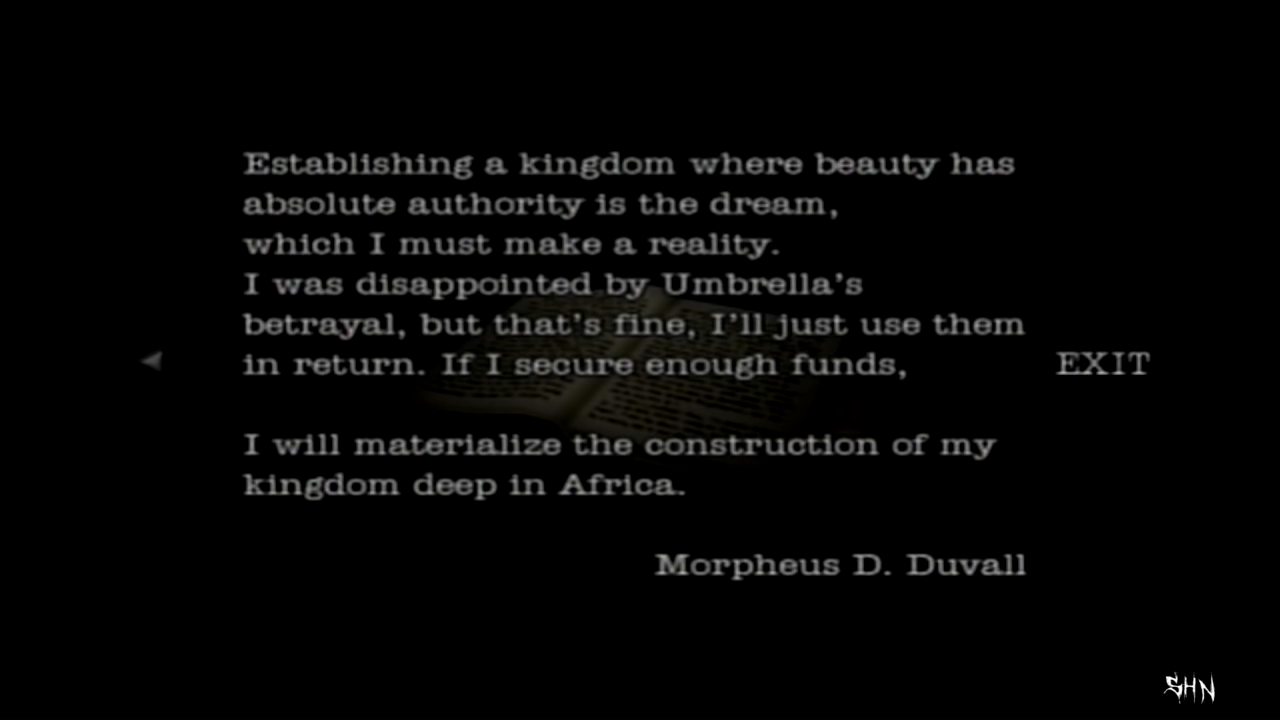 Establishing a kingdom where beauty has
absolute authority is the dream,
which I must make a reality.
I was disappointed by Umbrella's
betrayal, but that's fine, I'll just use them
in return. If I secure enough funds,
EXIT
I will materialize the construction of my
kingdom deep in Africa.
Morpheus D. Duvall
SHN